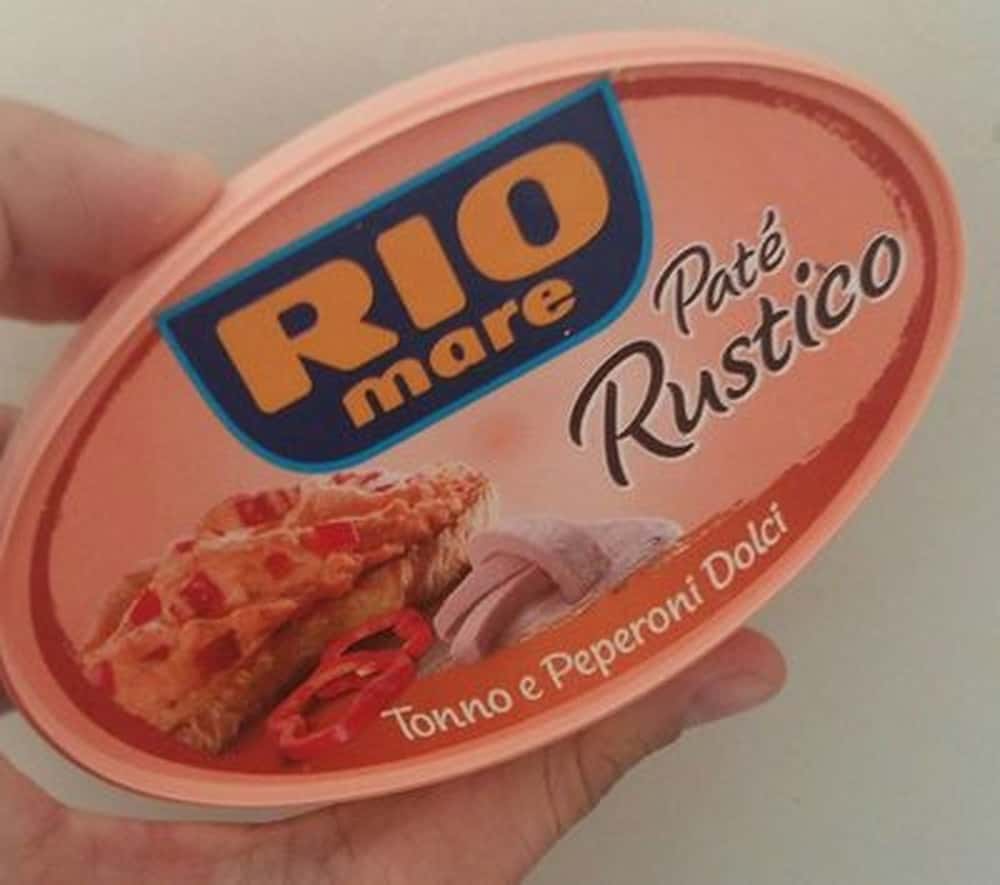 RIO
mare
Paté
Rustico
Tonno e Peperoni Dolci